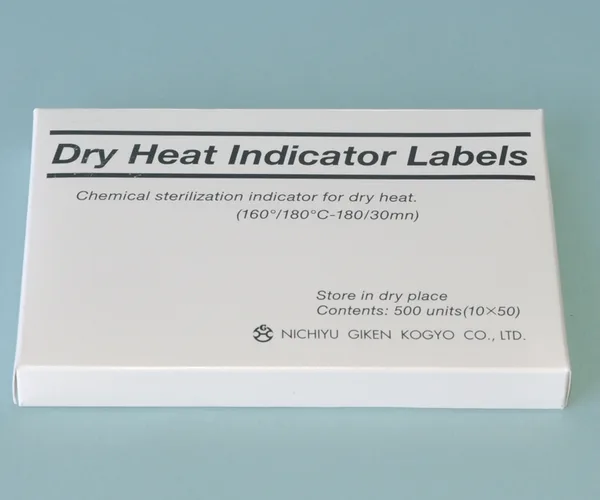 Dry Heat Indicator Labels
Chemical sterilization indicator for dry heat.
(160°/180°C-180/30mn)
Store in dry place
Contents: 500 units(10×50)
NICHIYU GIKEN KOGYO CO., LTD.